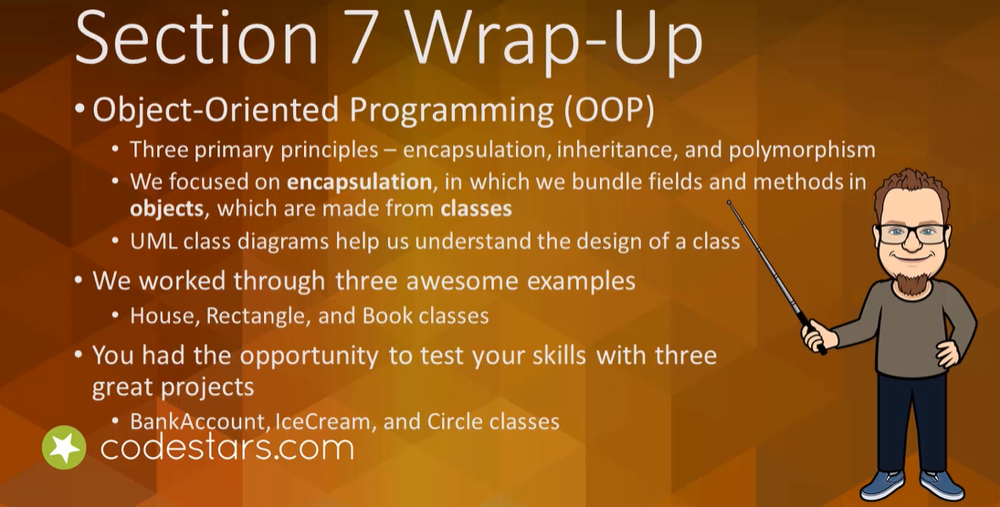 Section 7 Wrap-Up
• Object-Oriented Programming (OOP)
• Three primary principles – encapsulation, inheritance, and polymorphism
• We focused on encapsulation, in which we bundle fields and methods in
objects, which are made from classes
• UML class diagrams help us understand the design of a class
• We worked through three awesome examples
• House, Rectangle, and Book classes
• You had the opportunity to test your skills with three
great projects
• BankAccount, IceCream, and Circle classes
codestars.com